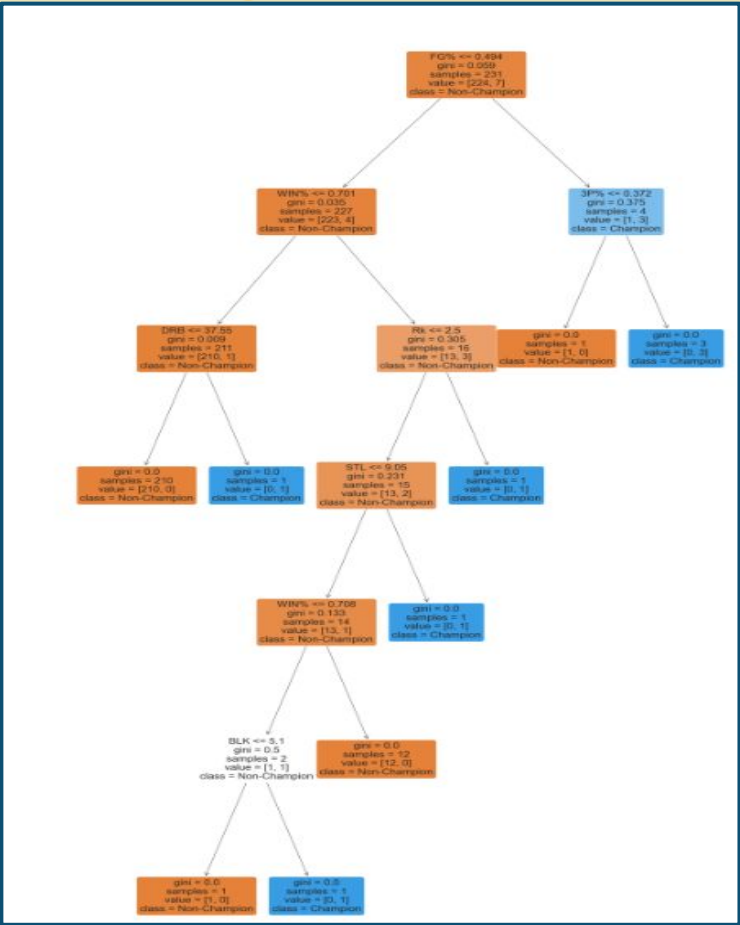 FG% <= 0.494
gini = 0.059
samples = 231
value = [224, 7]
class = Non-Champion
WIN% <= 0.701
gini = 0.035
samples = 227
value = [223, 4]
class = Non-Champion
3P% <= 0.372
gini = 0.375
samples = 4
value = [1, 3]
class = Champion
DRB <= 37.55
gini = 0.009
samples = 211
value = [210, 1]
class = Non-Champion
Rk <= 2.5
gini = 0.305
samples = 16
value = [13, 3]
class = Non-Champion
gini = 0.0
samples = 1
value = [1, 0]
class = Non-Champion
gini = 0.0
samples = 3
value = [0, 3]
class = Champion
gini = 0.0
samples = 210
value = [210, 0]
class = Non-Champion
gini = 0.0
samples = 1
value = [0, 1]
class = Champion
STL <= 9.05
gini = 0.231
samples = 15
value = [13, 2]
class = Non-Champion
gini = 0.0
samples = 1
value = [0, 1]
class = Champion
WIN% <= 0.708
gini = 0.133
samples = 14
value = [13, 1]
class = Non-Champion
gini = 0.0
samples = 1
value = [0, 1]
class = Champion
BLK <= 5.1
gini = 0.5
samples = 2
value = [1, 1]
class = Non-Champion
gini = 0.0
samples = 12
value = [12, 0]
class = Non-Champion
gini = 0.0
samples = 1
value = [1, 0]
class = Non-Champion
gini = 0.0
samples = 1
value = [0, 1]
class = Champion